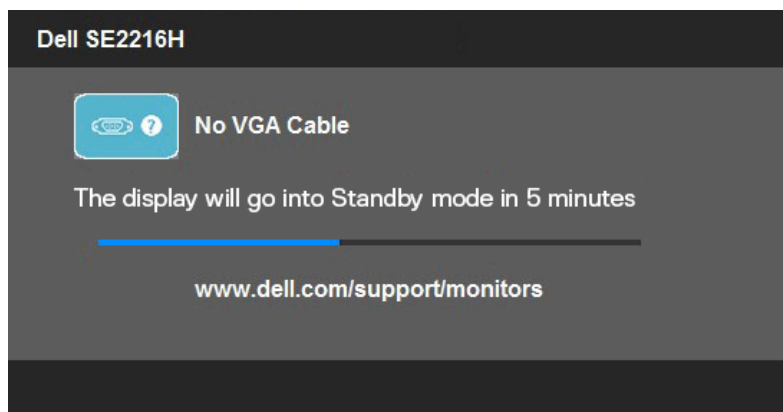 Dell SE2216H
?
No VGA Cable
The display will go into Standby mode in 5 minutes
www.dell.com/support/monitors